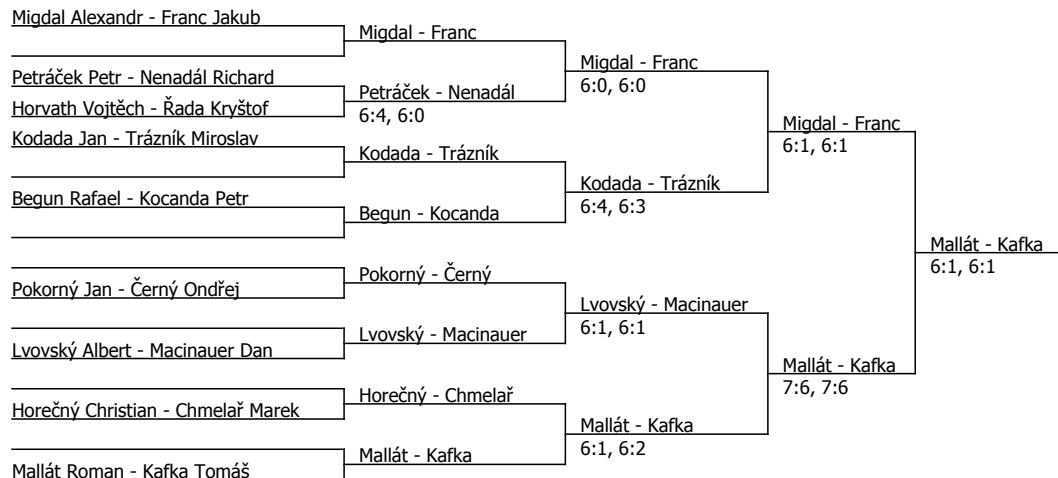 Migdal Alexandr - Franc Jakub
Migdal - Franc
Migdal - Franc
6:0, 6:0
Petráček Petr - Nenadál Richard
Petráček - Nenadál
6:4, 6:0
Horvath Vojtěch - Řada Kryštof
Migdal - Franc
6:1, 6:1
Kodada Jan - Trázník Miroslav
Kodada - Trázník
Kodada - Trázník
6:4, 6:3
Begun Rafael - Kocanda Petr
Begun - Kocanda
Mallát - Kafka
6:1, 6:1
Pokorný - Černý
Pokorný Jan - Černý Ondřej
Lvovský - Macinauer
6:1, 6:1
Lvovský - Macinauer
Lvovský Albert - Macinauer Dan
Mallát - Kafka
7:6, 7:6
Horečný - Chmelař
Horečný Christian - Chmelař Marek
Mallát - Kafka
6:1, 6:2
Mallát - Kafka
Mallát Roman - Kafka Tomáš